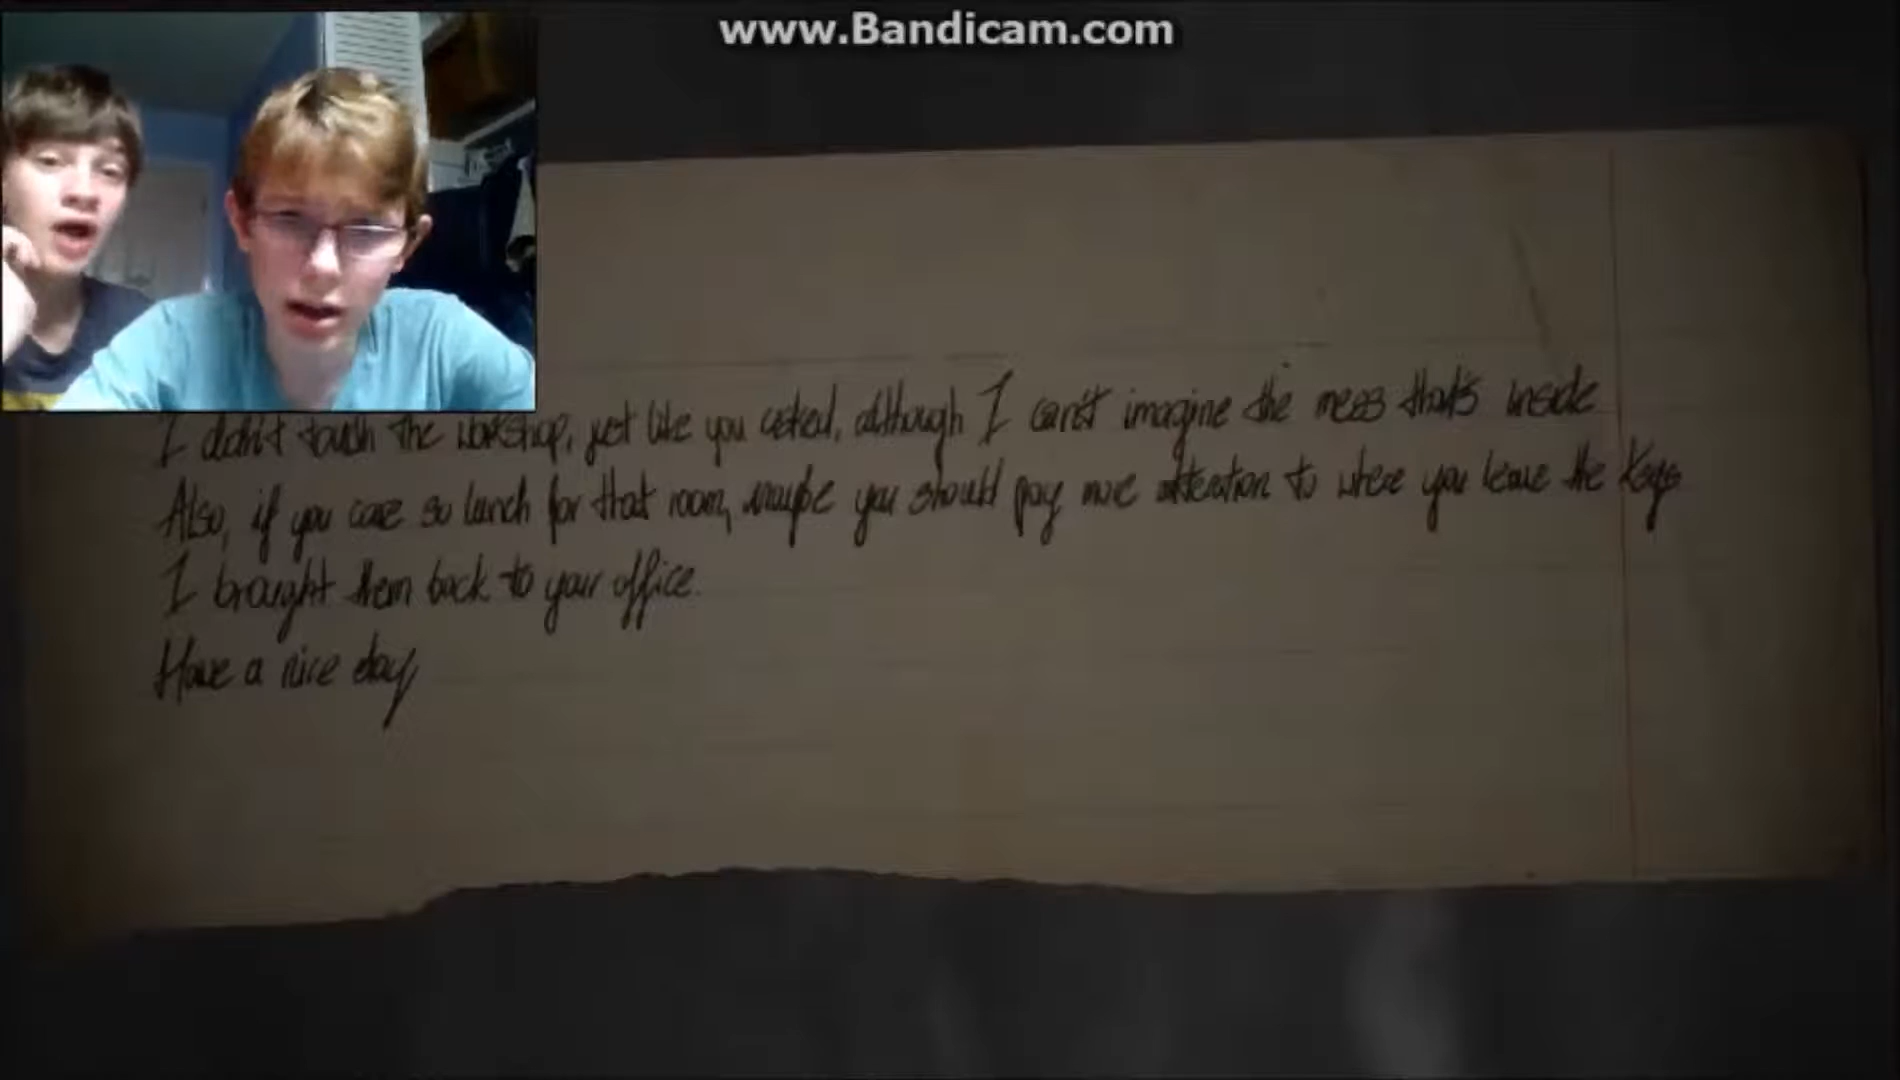 www.Bandicam.com
I didn't touch the workshop, just like you asked, although I can't imagine the mess that's inside
Also, if you care so much for that room, maybe you should pay more attention to where you leave the keys
I brought them back to your office.
Have a nice day